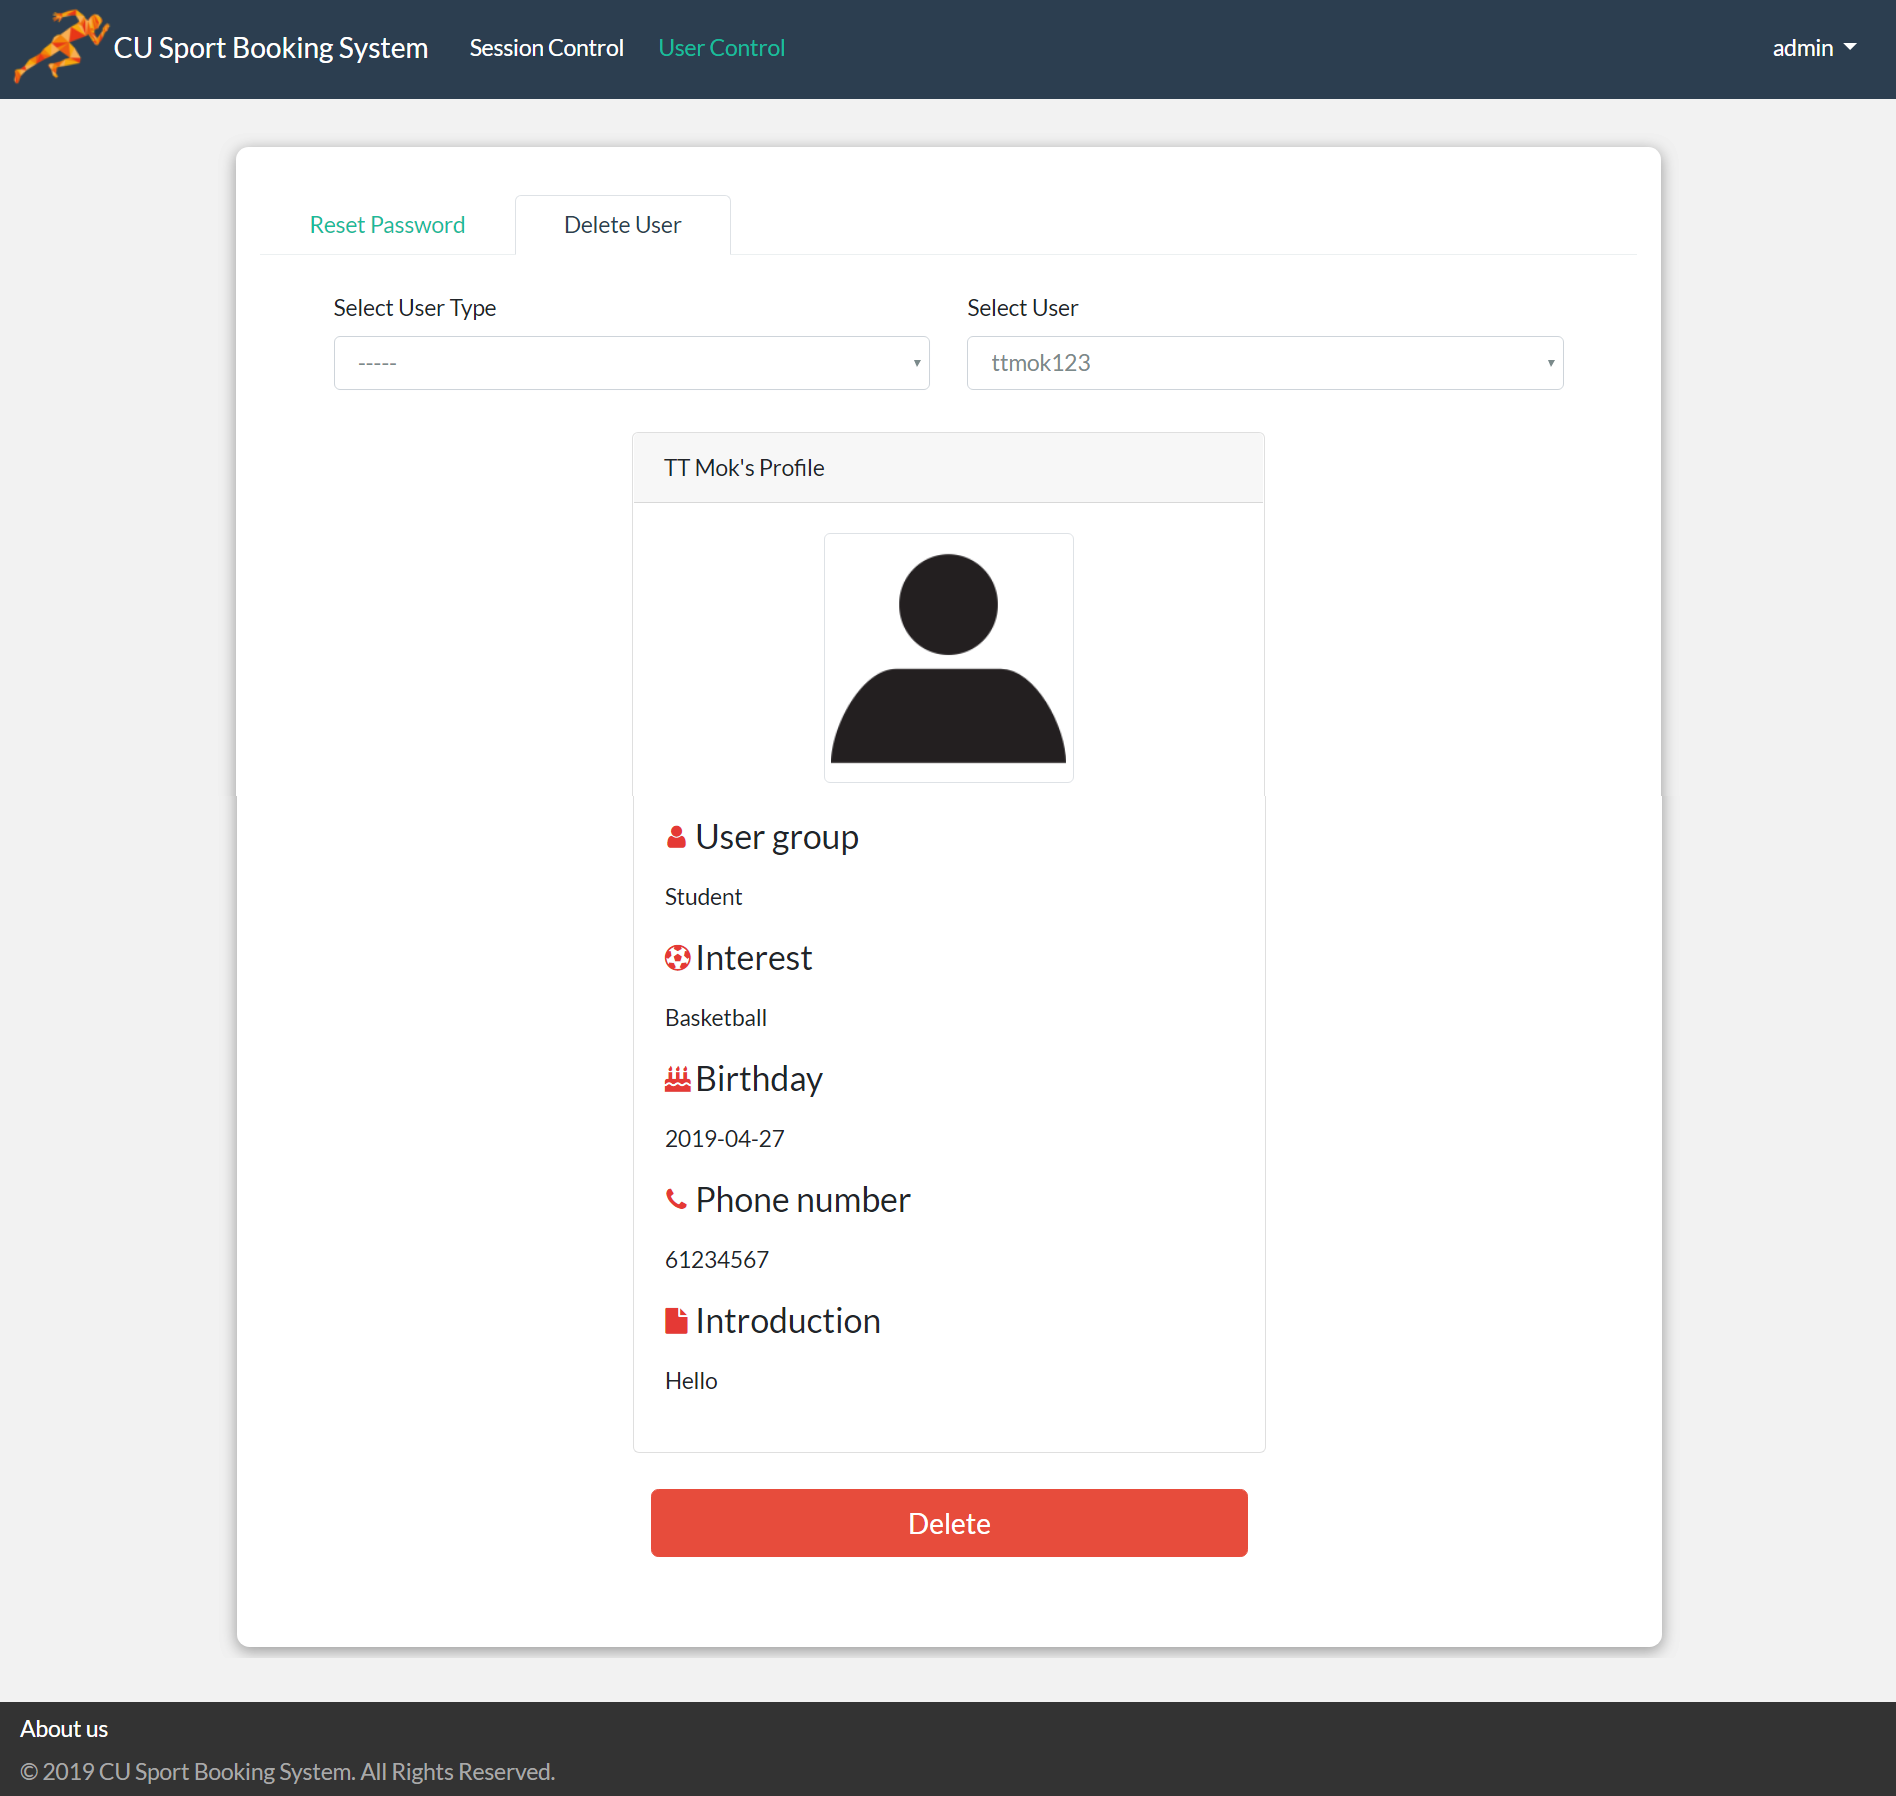 CU Sport Booking System Session Control User Control admin
Reset Password Delete User
Select User Type Select User
----- ttmok123
TT Mok's Profile
User group
Student
Interest
Basketball
Birthday
2019-04-27
Phone number
61234567
Introduction
Hello
Delete
About us
© 2019 CU Sport Booking System. All Rights Reserved.